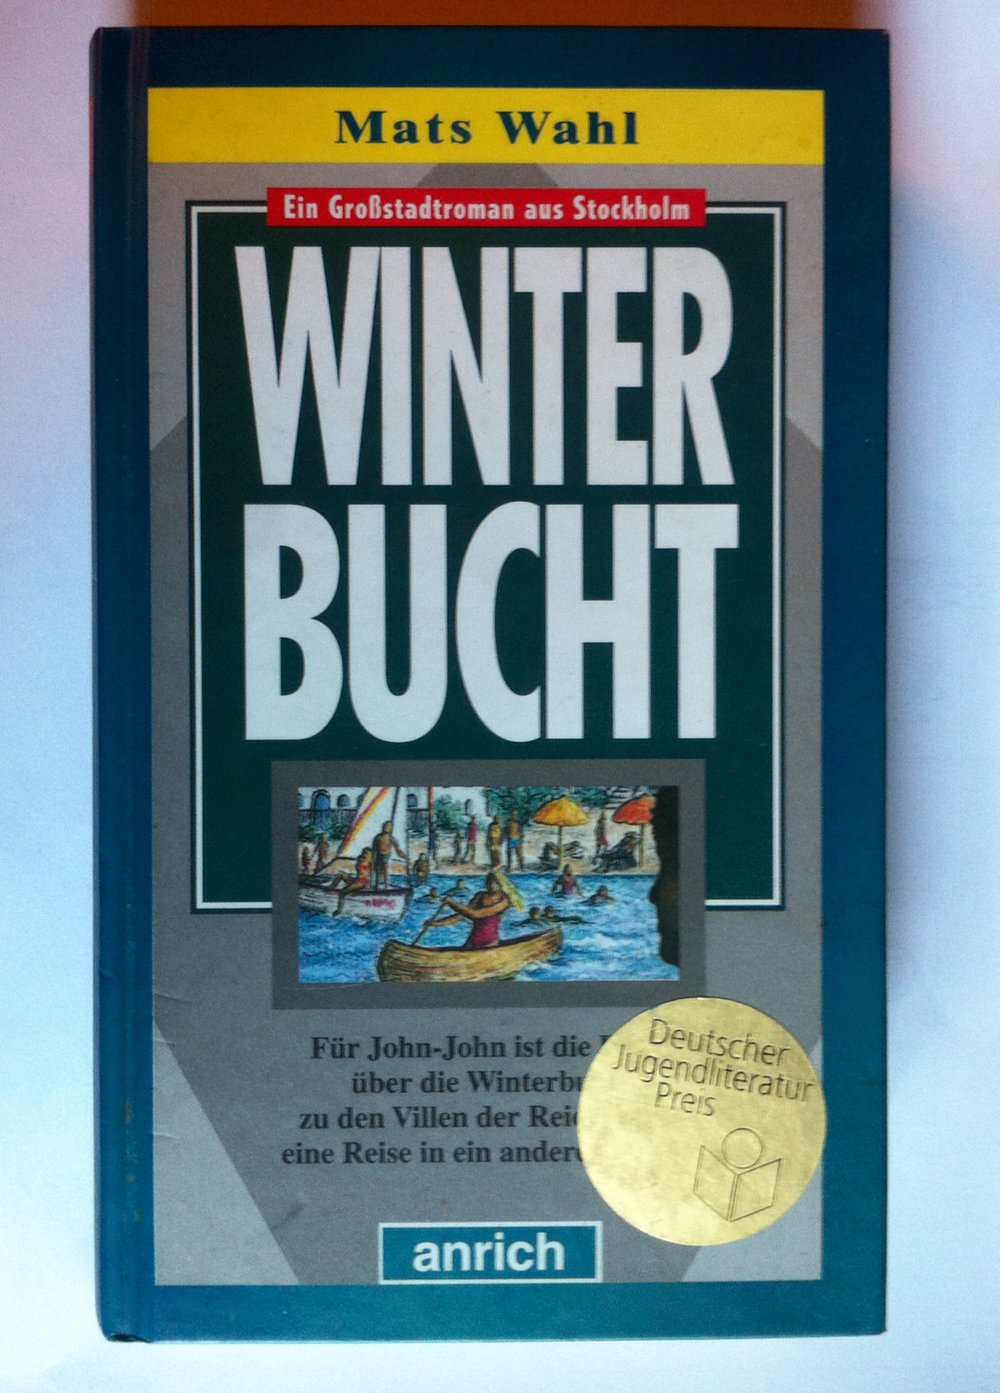 Mats Wahl
Ein Großstadtroman aus Stockholm
WINTER
BUCHT
Für John-John ist die
über die
zu den Villen der
eine Reise in ein
Deutscher
Jugendliteratur
Preis
anrich